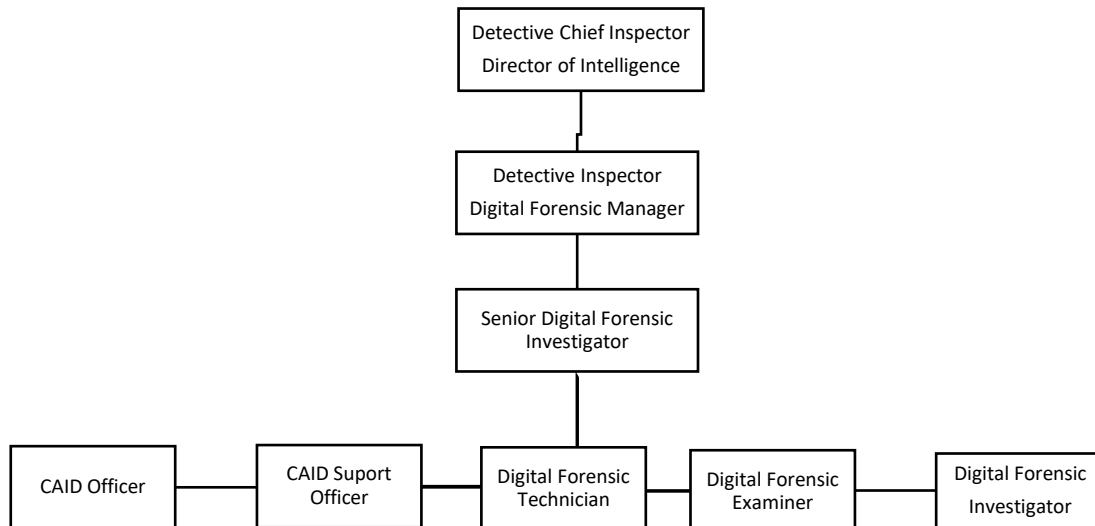 Detective Chief Inspector
Director of Intelligence
Detective Inspector
Digital Forensic Manager
Senior Digital Forensic
Investigator
CAID Officer
CAID Suport
Officer
Digital Forensic
Technician
Digital Forensic
Examiner
Digital Forensic
Investigator